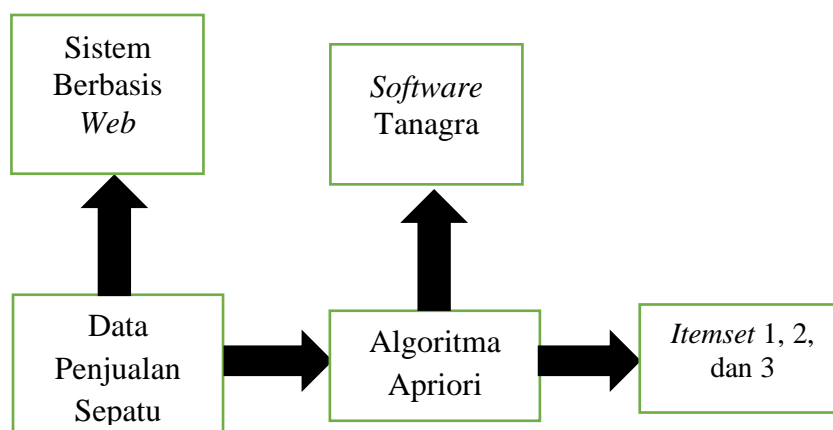 Sistem
Berbasis
Web
Software
Tanagra
Data
Penjualan
Sepatu
Algoritma
Apriori
Itemset 1, 2,
dan 3